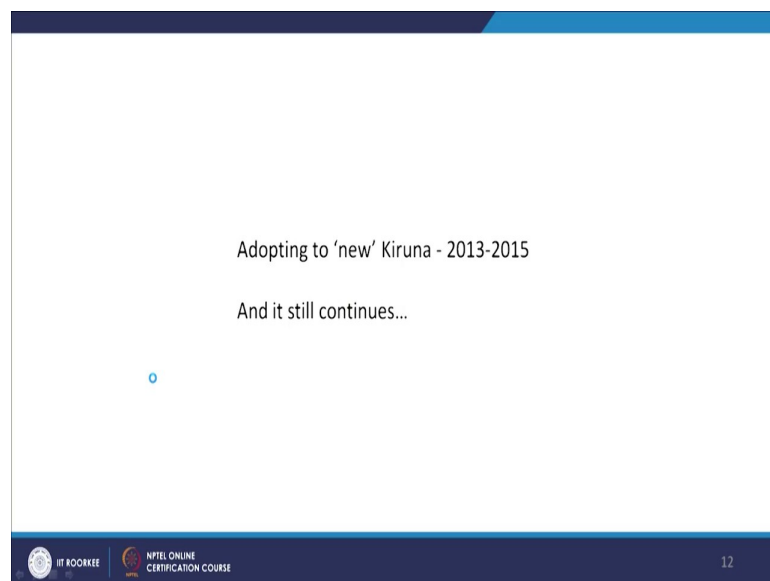 Adopting to ‘new’ Kiruna - 2013-2015
And it still continues...
IIT ROORKEE
NPTEL ONLINE
CERTIFICATION COURSE
12